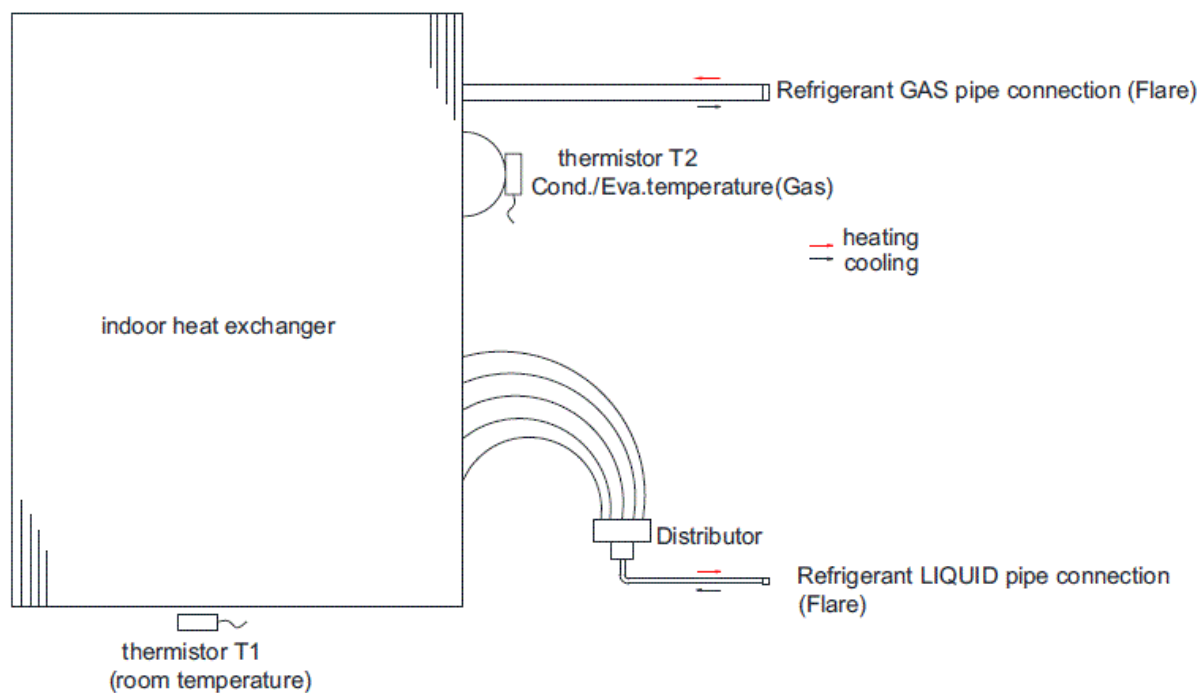 Refrigerant GAS pipe connection (Flare)
thermistor T2
Cond./Eva.temperature(Gas)
heating
cooling
indoor heat exchanger
Distributor
Refrigerant LIQUID pipe connection
(Flare)
thermistor T1
(room temperature)